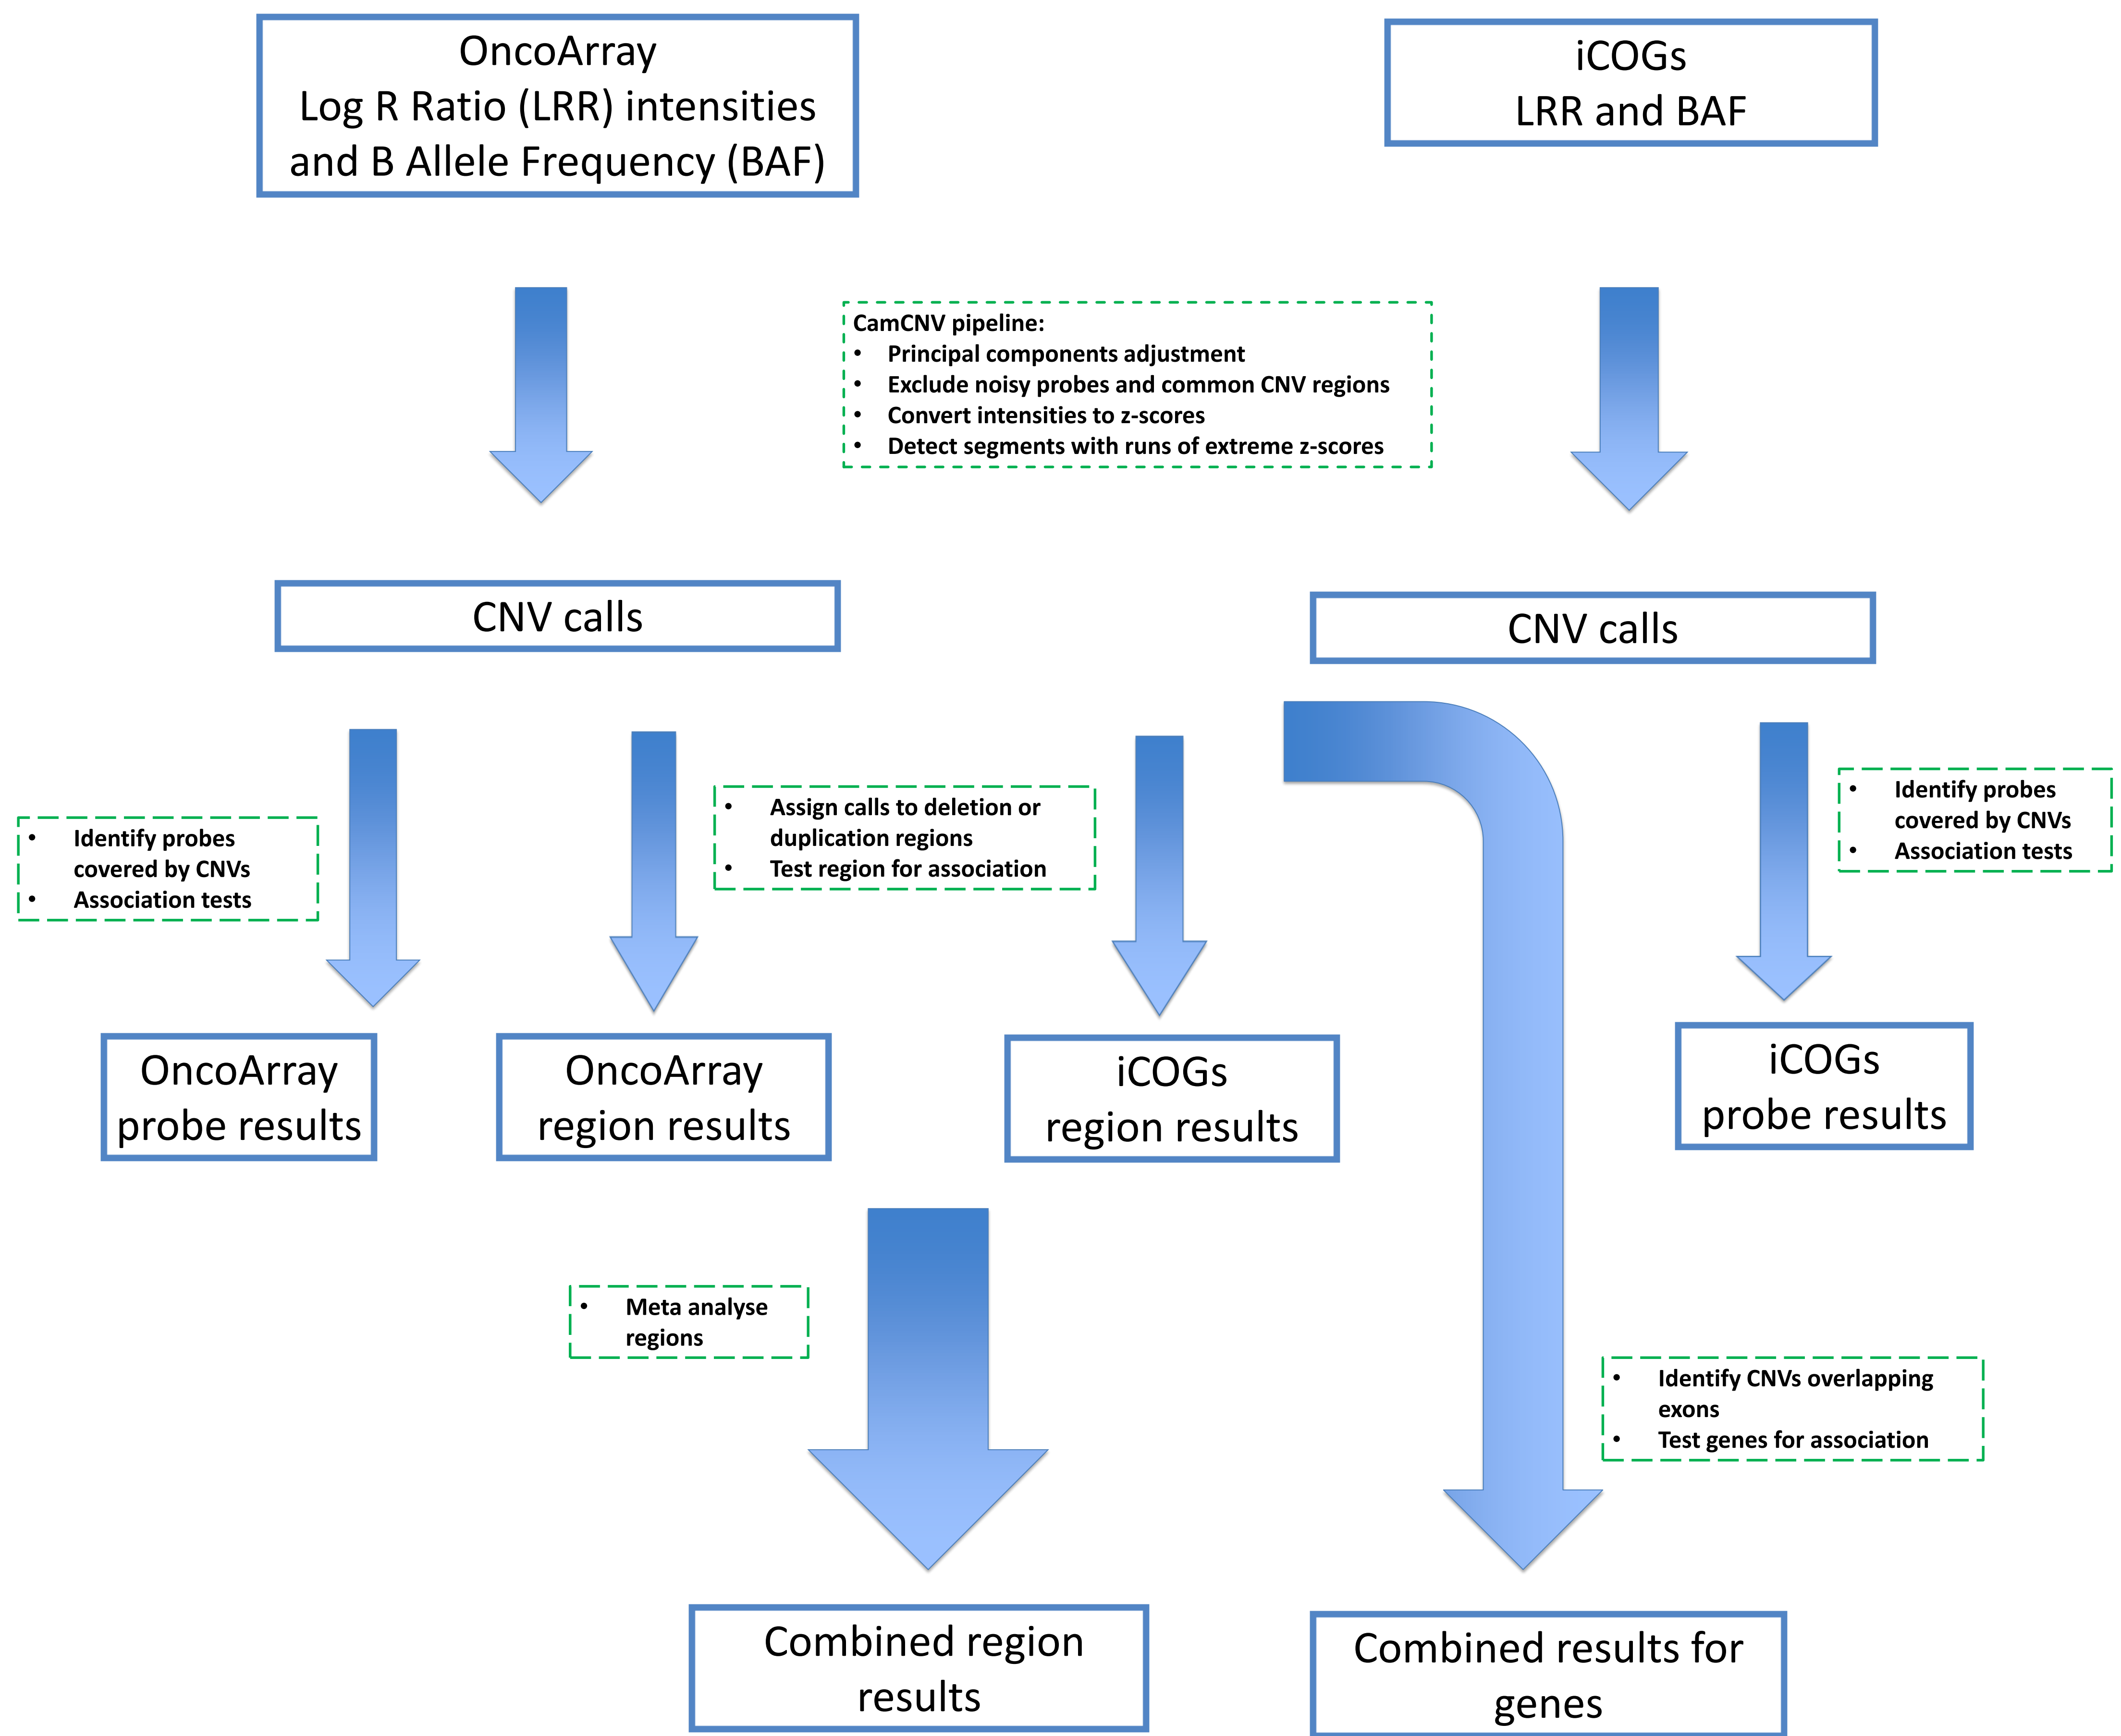 OncoArray
Log R Ratio (LRR) intensities
and B Allele Frequency (BAF)
iCOGs
LRR and BAF
CamCNV pipeline:
• Principal components adjustment
• Exclude noisy probes and common CNV regions
• Convert intensities to z-scores
• Detect segments with runs of extreme z-scores
CNV calls
CNV calls
• Identify probes
covered by CNVs
• Association tests
• Assign calls to deletion or
duplication regions
• Test region for association
• Identify probes
covered by CNVs
• Association tests
OncoArray
probe results
OncoArray
region results
iCOGs
region results
iCOGs
probe results
• Meta analyse
regions
• Identify CNVs overlapping
exons
• Test genes for association
Combined region
results
Combined results for
genes